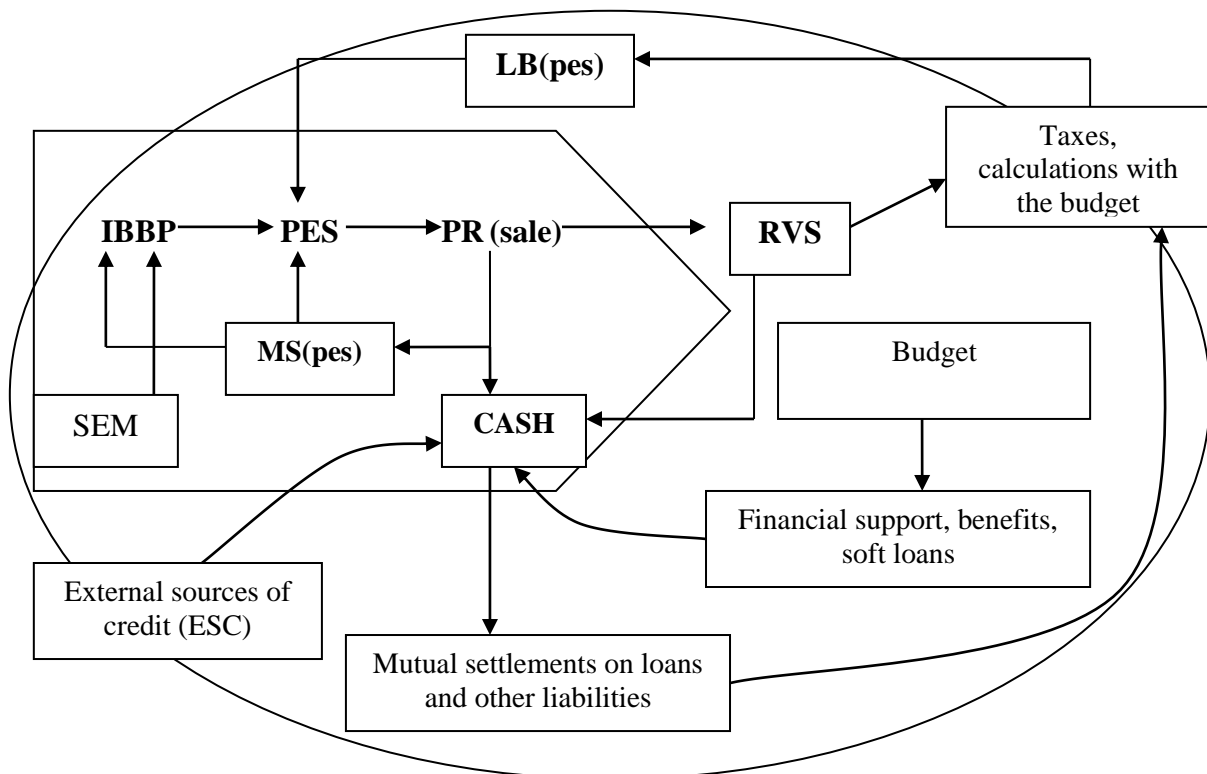 LB(pes)
Taxes,
calculations with
the budget
IBBP
PES
PR (sale)
RVS
MS(pes)
Budget
SEM
CASH
Financial support, benefits,
soft loans
External sources of
credit (ESC)
Mutual settlements on loans
and other liabilities